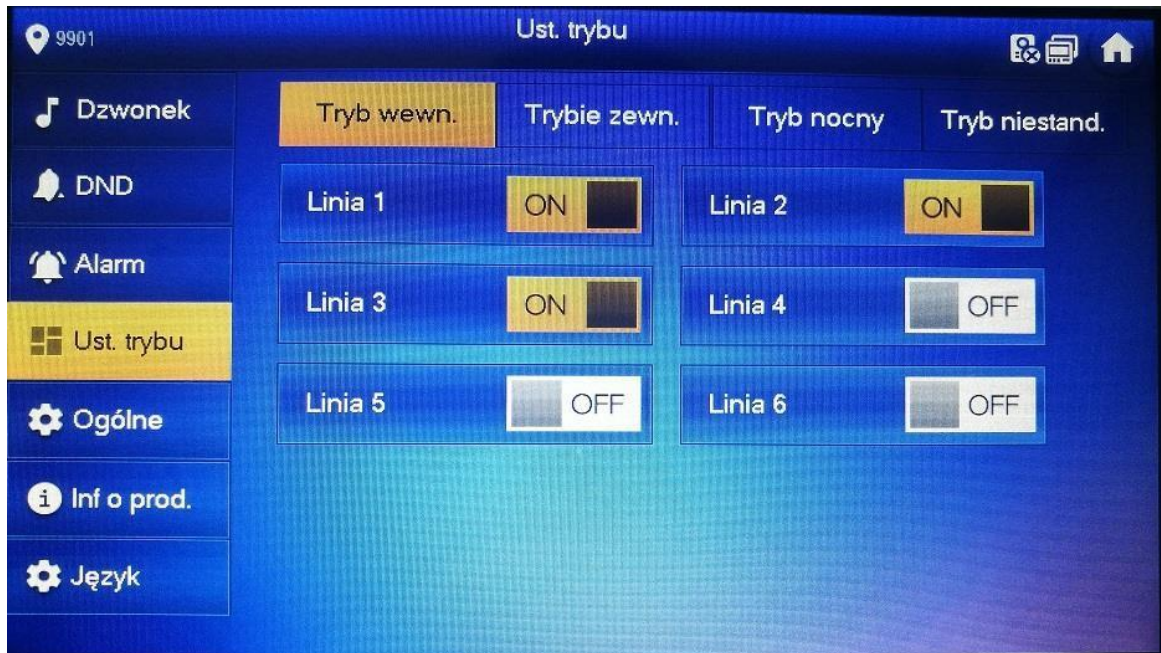 9901
Ust. trybu
Dzwonek
DND
Alarm
Ust. trybu
Ogólne
Inf o prod.
Język
Tryb wewn.
Trybie zewn.
Tryb nocny
Tryb niestand.
Linia 1
ON
Linia 2
ON
Linia 3
ON
Linia 4
OFF
Linia 5
OFF
Linia 6
OFF